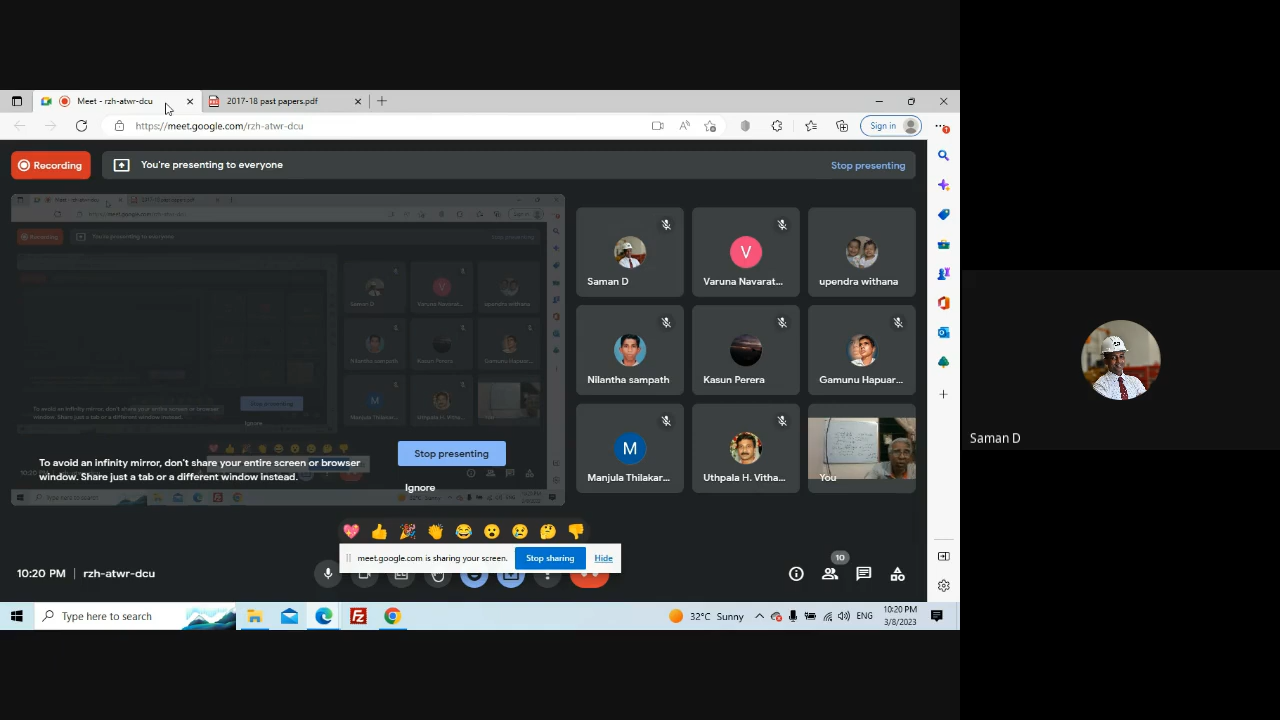 Meet - rzh-atwr-dcu
2017-18 past papers.pdf
https://meet.google.com/rzh-atwr-dcu
Sign in
Recording
You're presenting to everyone
Stop presenting
Saman D
Varuna Navarat...
upendra withana
Nilantha sampath
Kasun Perera
Gamunu Hapuar...
M
V
Manjula Thilakar...
Uthpala H. Vitha...
You
To avoid an infinity mirror, don't share your entire screen or browser
window. Share just a tab or a different window instead.
Stop presenting
Ignore
meet.google.com is sharing your screen.
Stop sharing
Hide
10:20 PM
rzh-atwr-dcu
10
Type here to search
32°C Sunny
ENG
10:20 PM
3/8/2023
Saman D